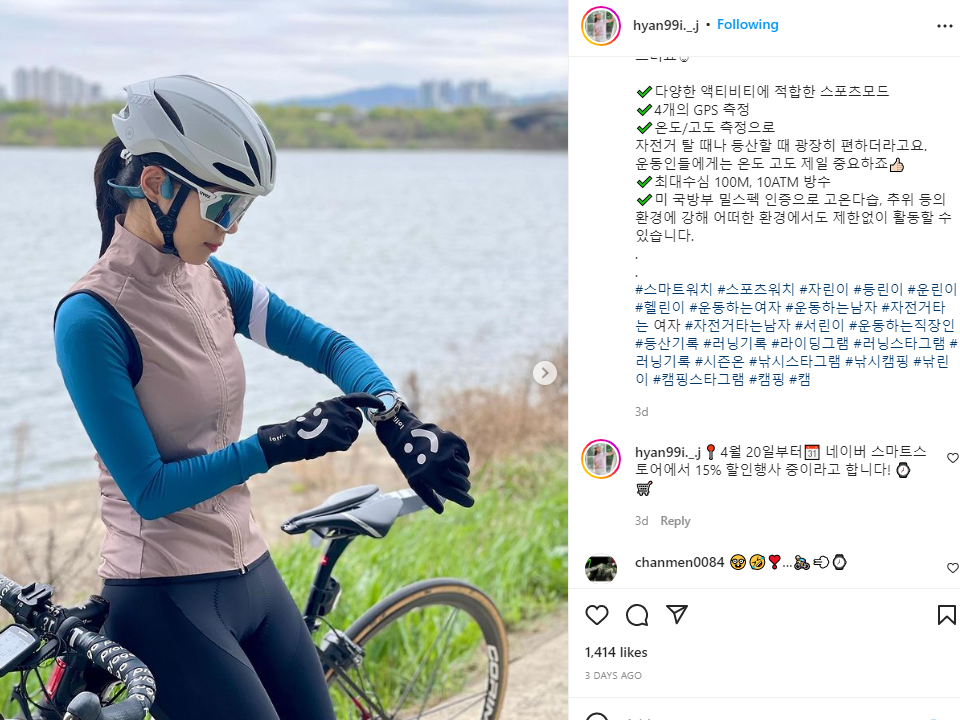 hyan99i._.j • Following
✔다양한 액티비티에 적합한 스포츠모드
✔4개의 GPS 측정
✔온도/고도 측정으로
자전거 탈 때나 등산할 때 굉장히 편하더라고요.
운동인들에게는 온도 고도 제일 중요하죠👍🏻
✔최대수심 100M, 10ATM 방수
✔미 국방부 밀스펙 인증으로 고온다습, 추위 등의
환경에 강해 어떠한 환경에서도 제한없이 활동할 수
있습니다.
.
.
#스마트워치 #스포츠워치 #자린이 #등린이 #운린이
#헬린이 #운동하는여자 #운동하는남자 #자전거타
는 여자 #자전거타는남자 #서린이 #운동하는직장인
#등산기록 #러닝기록 #라이딩그램 #러닝스타그램 #
러닝기록 #시즌온 #낚시스타그램 #낚시캠핑 #낚린
이 #캠핑스타그램 #캠핑 #캠
3d
hyan99i._.j📍4월 20일부터📅 네이버 스마트스
토어에서 15% 할인행사 중이라고 합니다! ⌚
🛒
3d Reply
chanmen0084 🤓🤣❣️...🚴💨⌚
1,414 likes
3 DAYS AGO